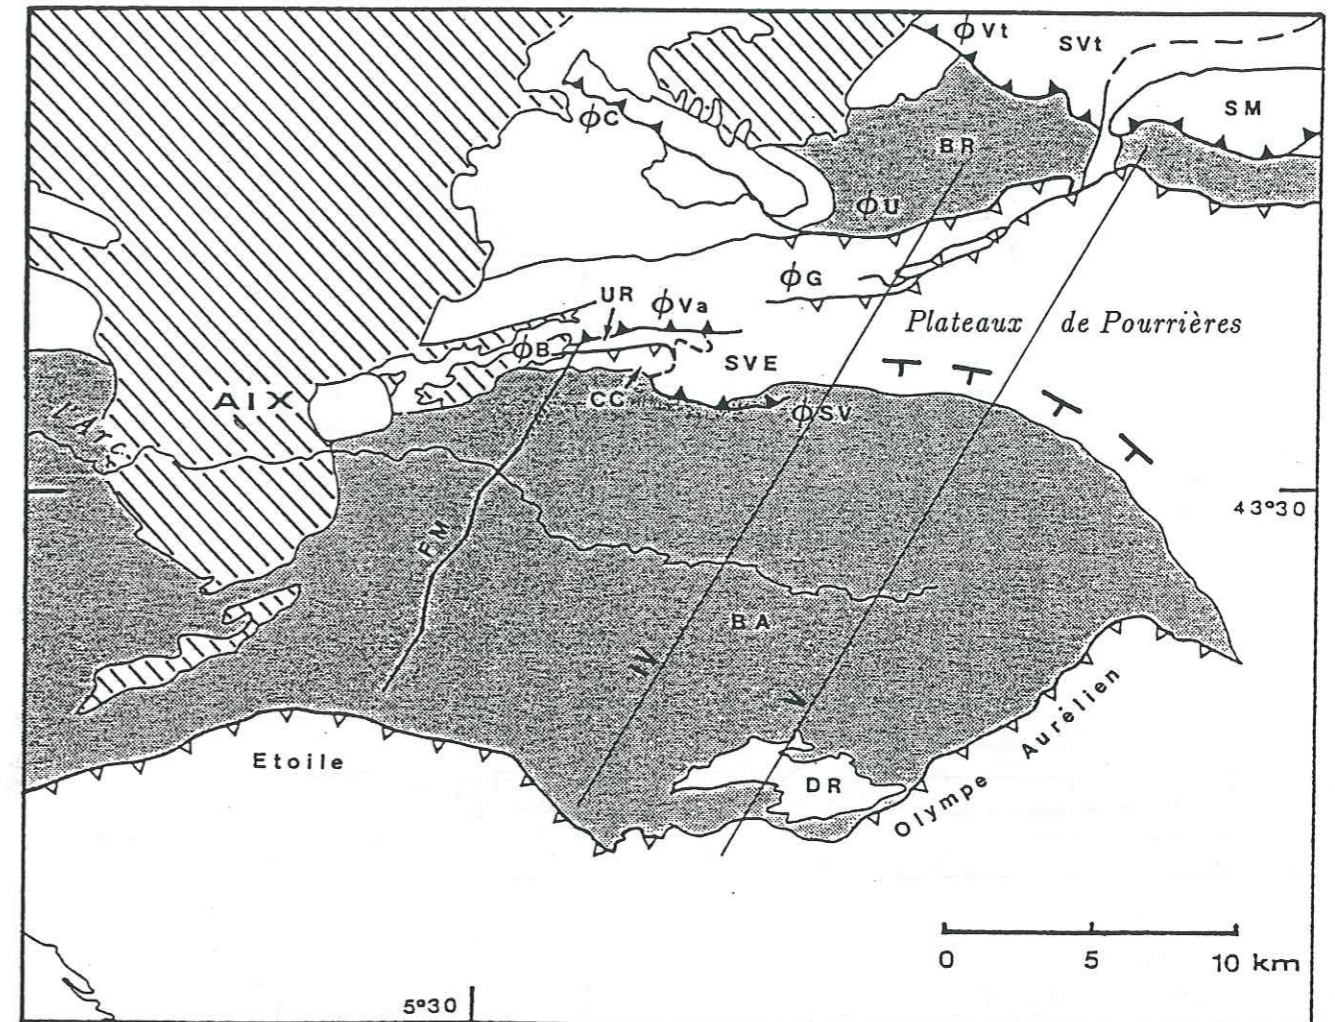 ϕVt
SVt
SM
ϕC
BR
ϕU
ϕG
UR
ϕVa
Plateaux de Pourrières
ϕB
SVE
AIX
CC
ϕSV
L'Arc
43°30
FM
BA
IV
V
Etoile
DR
Olympe Aurélien
0 5 10 km
5°30